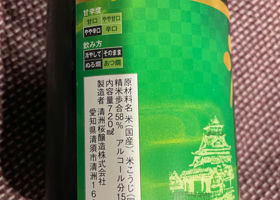 甘辛度
甘口 やや甘口
やや辛口 辛口
飲み方
冷やして そのまま
ぬる燗 あつ燗
原材料名 米(国産)、米こうじ(
精米歩合58% アルコール分15
内容量720ml
製造者 清洲桜醸造株式会社
愛知県清須市清洲16